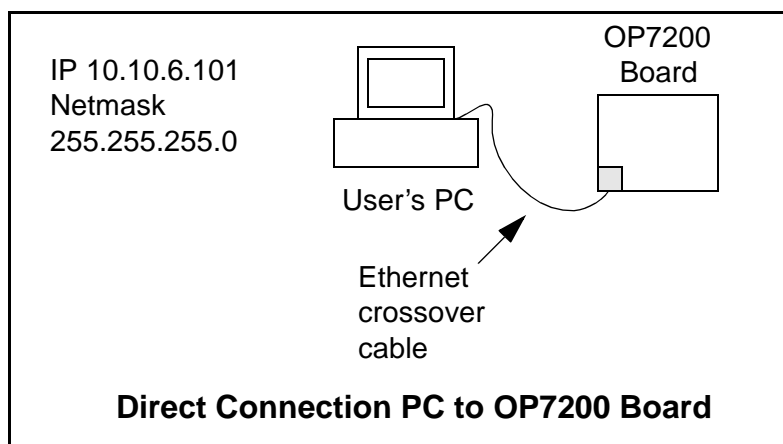 IP 10.10.6.101
Netmask
255.255.255.0
OP7200
Board
User's PC
Ethernet
crossover
cable
Direct Connection PC to OP7200 Board